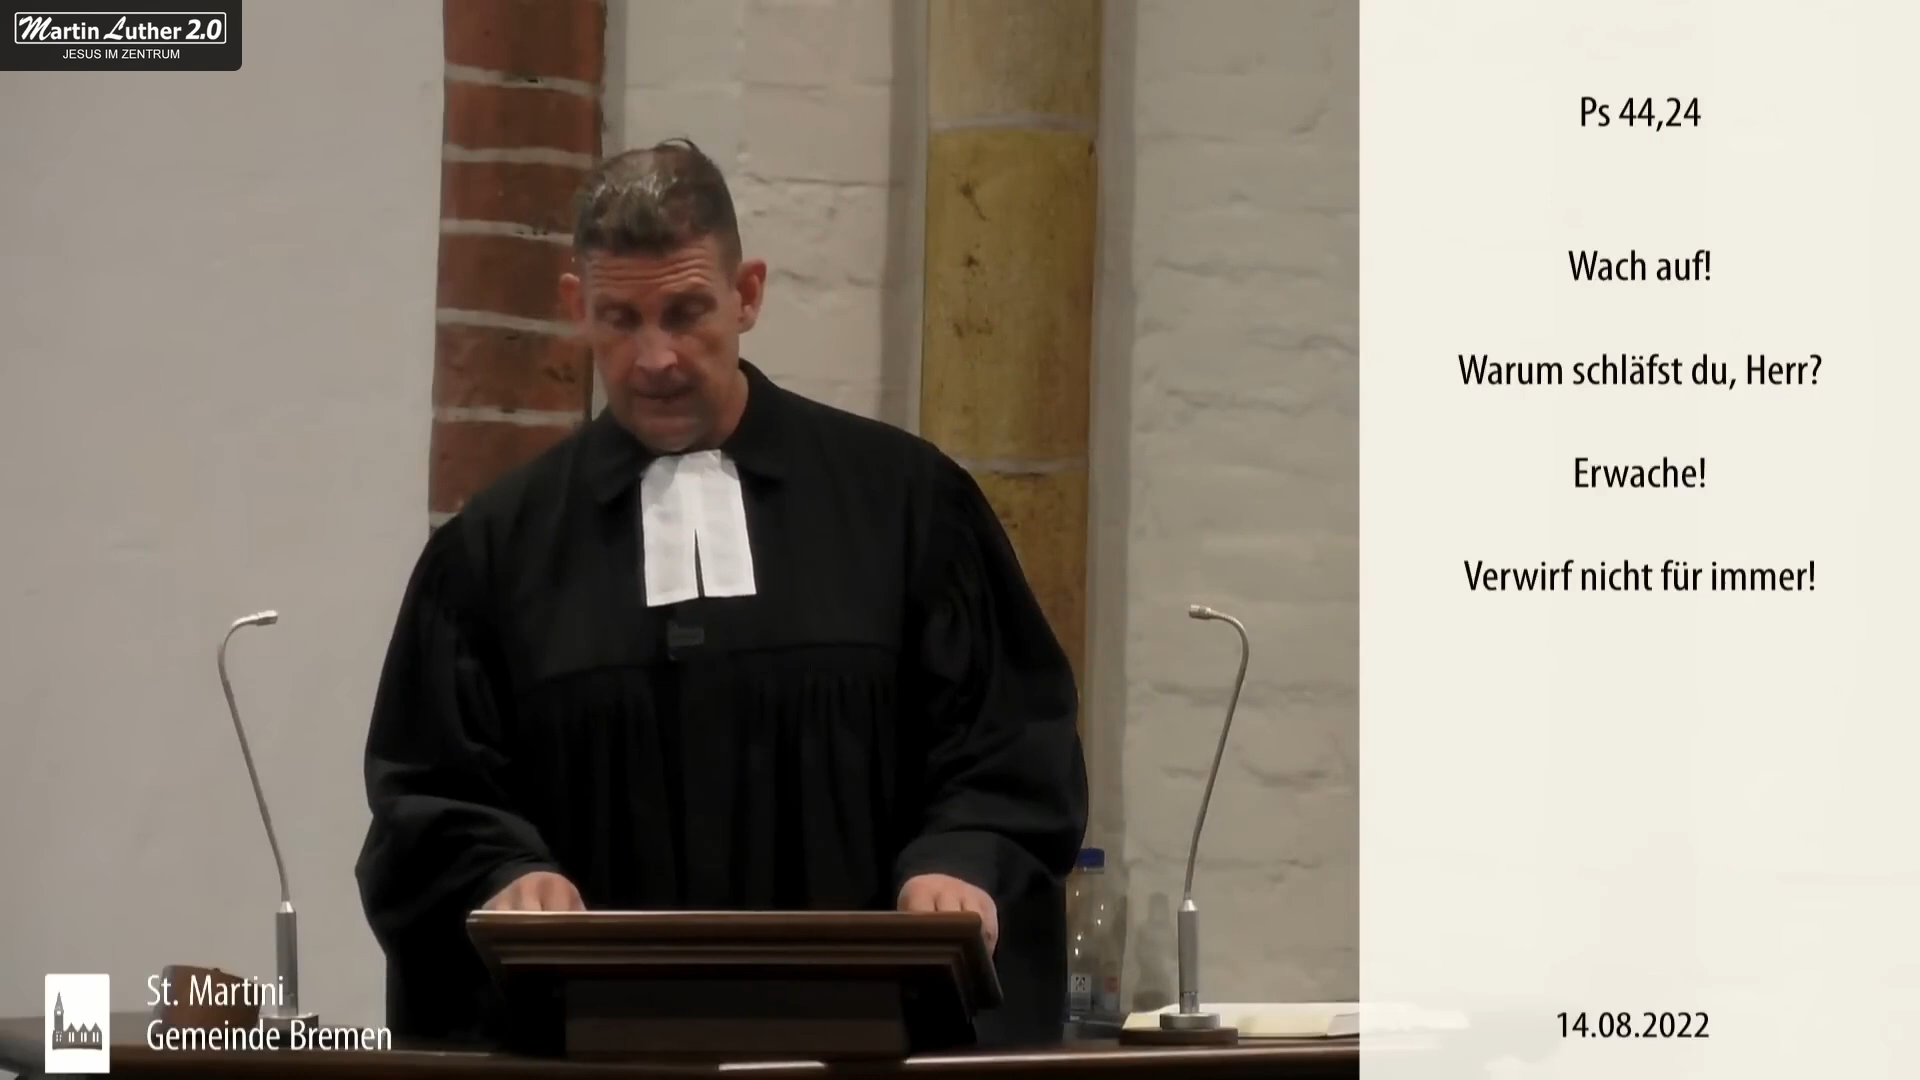 Martin Luther 2.0
JESUS IM ZENTRUM
Ps 44,24
Wach auf!
Warum schläfst du, Herr?
Erwache!
Verwirf nicht für immer!
St. Martini
Gemeinde Bremen
14.08.2022